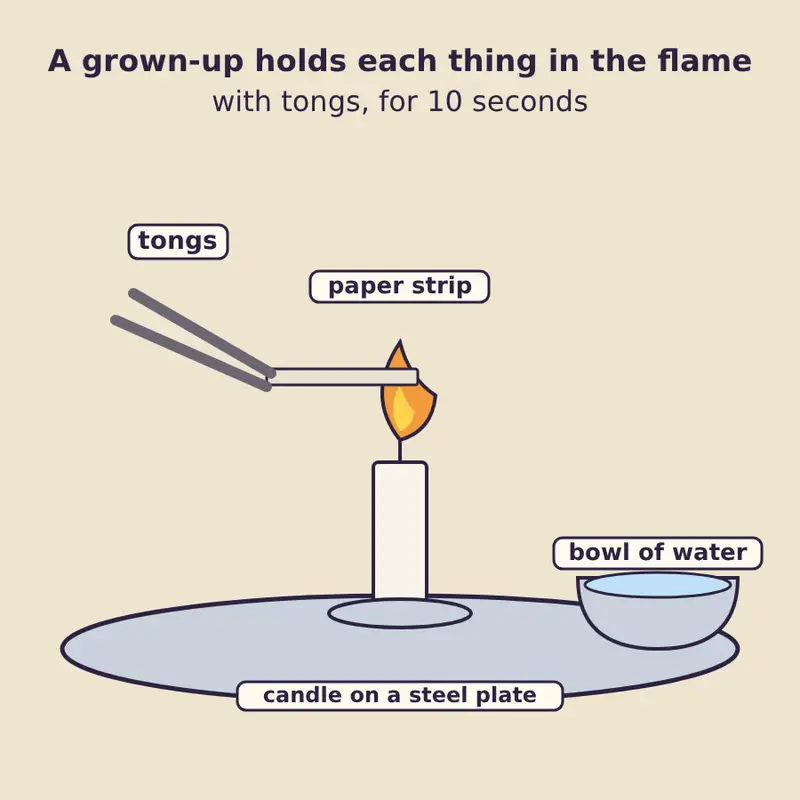 A grown-up holds each thing in the flame
with tongs, for 10 seconds
tongs
paper strip
bowl of water
candle on a steel plate